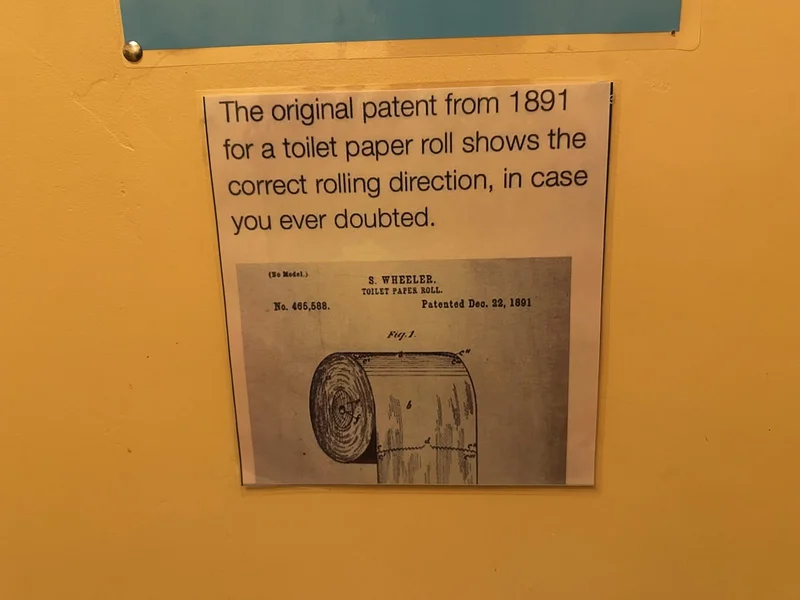 The original patent from 1891
for a toilet paper roll shows the
correct rolling direction, in case
you ever doubted.
(No Model.)
S. WHEELER.
TOILET PAPER ROLL.
No. 465,588.
Patented Dec. 22, 1891
Fig. 1.
b
d